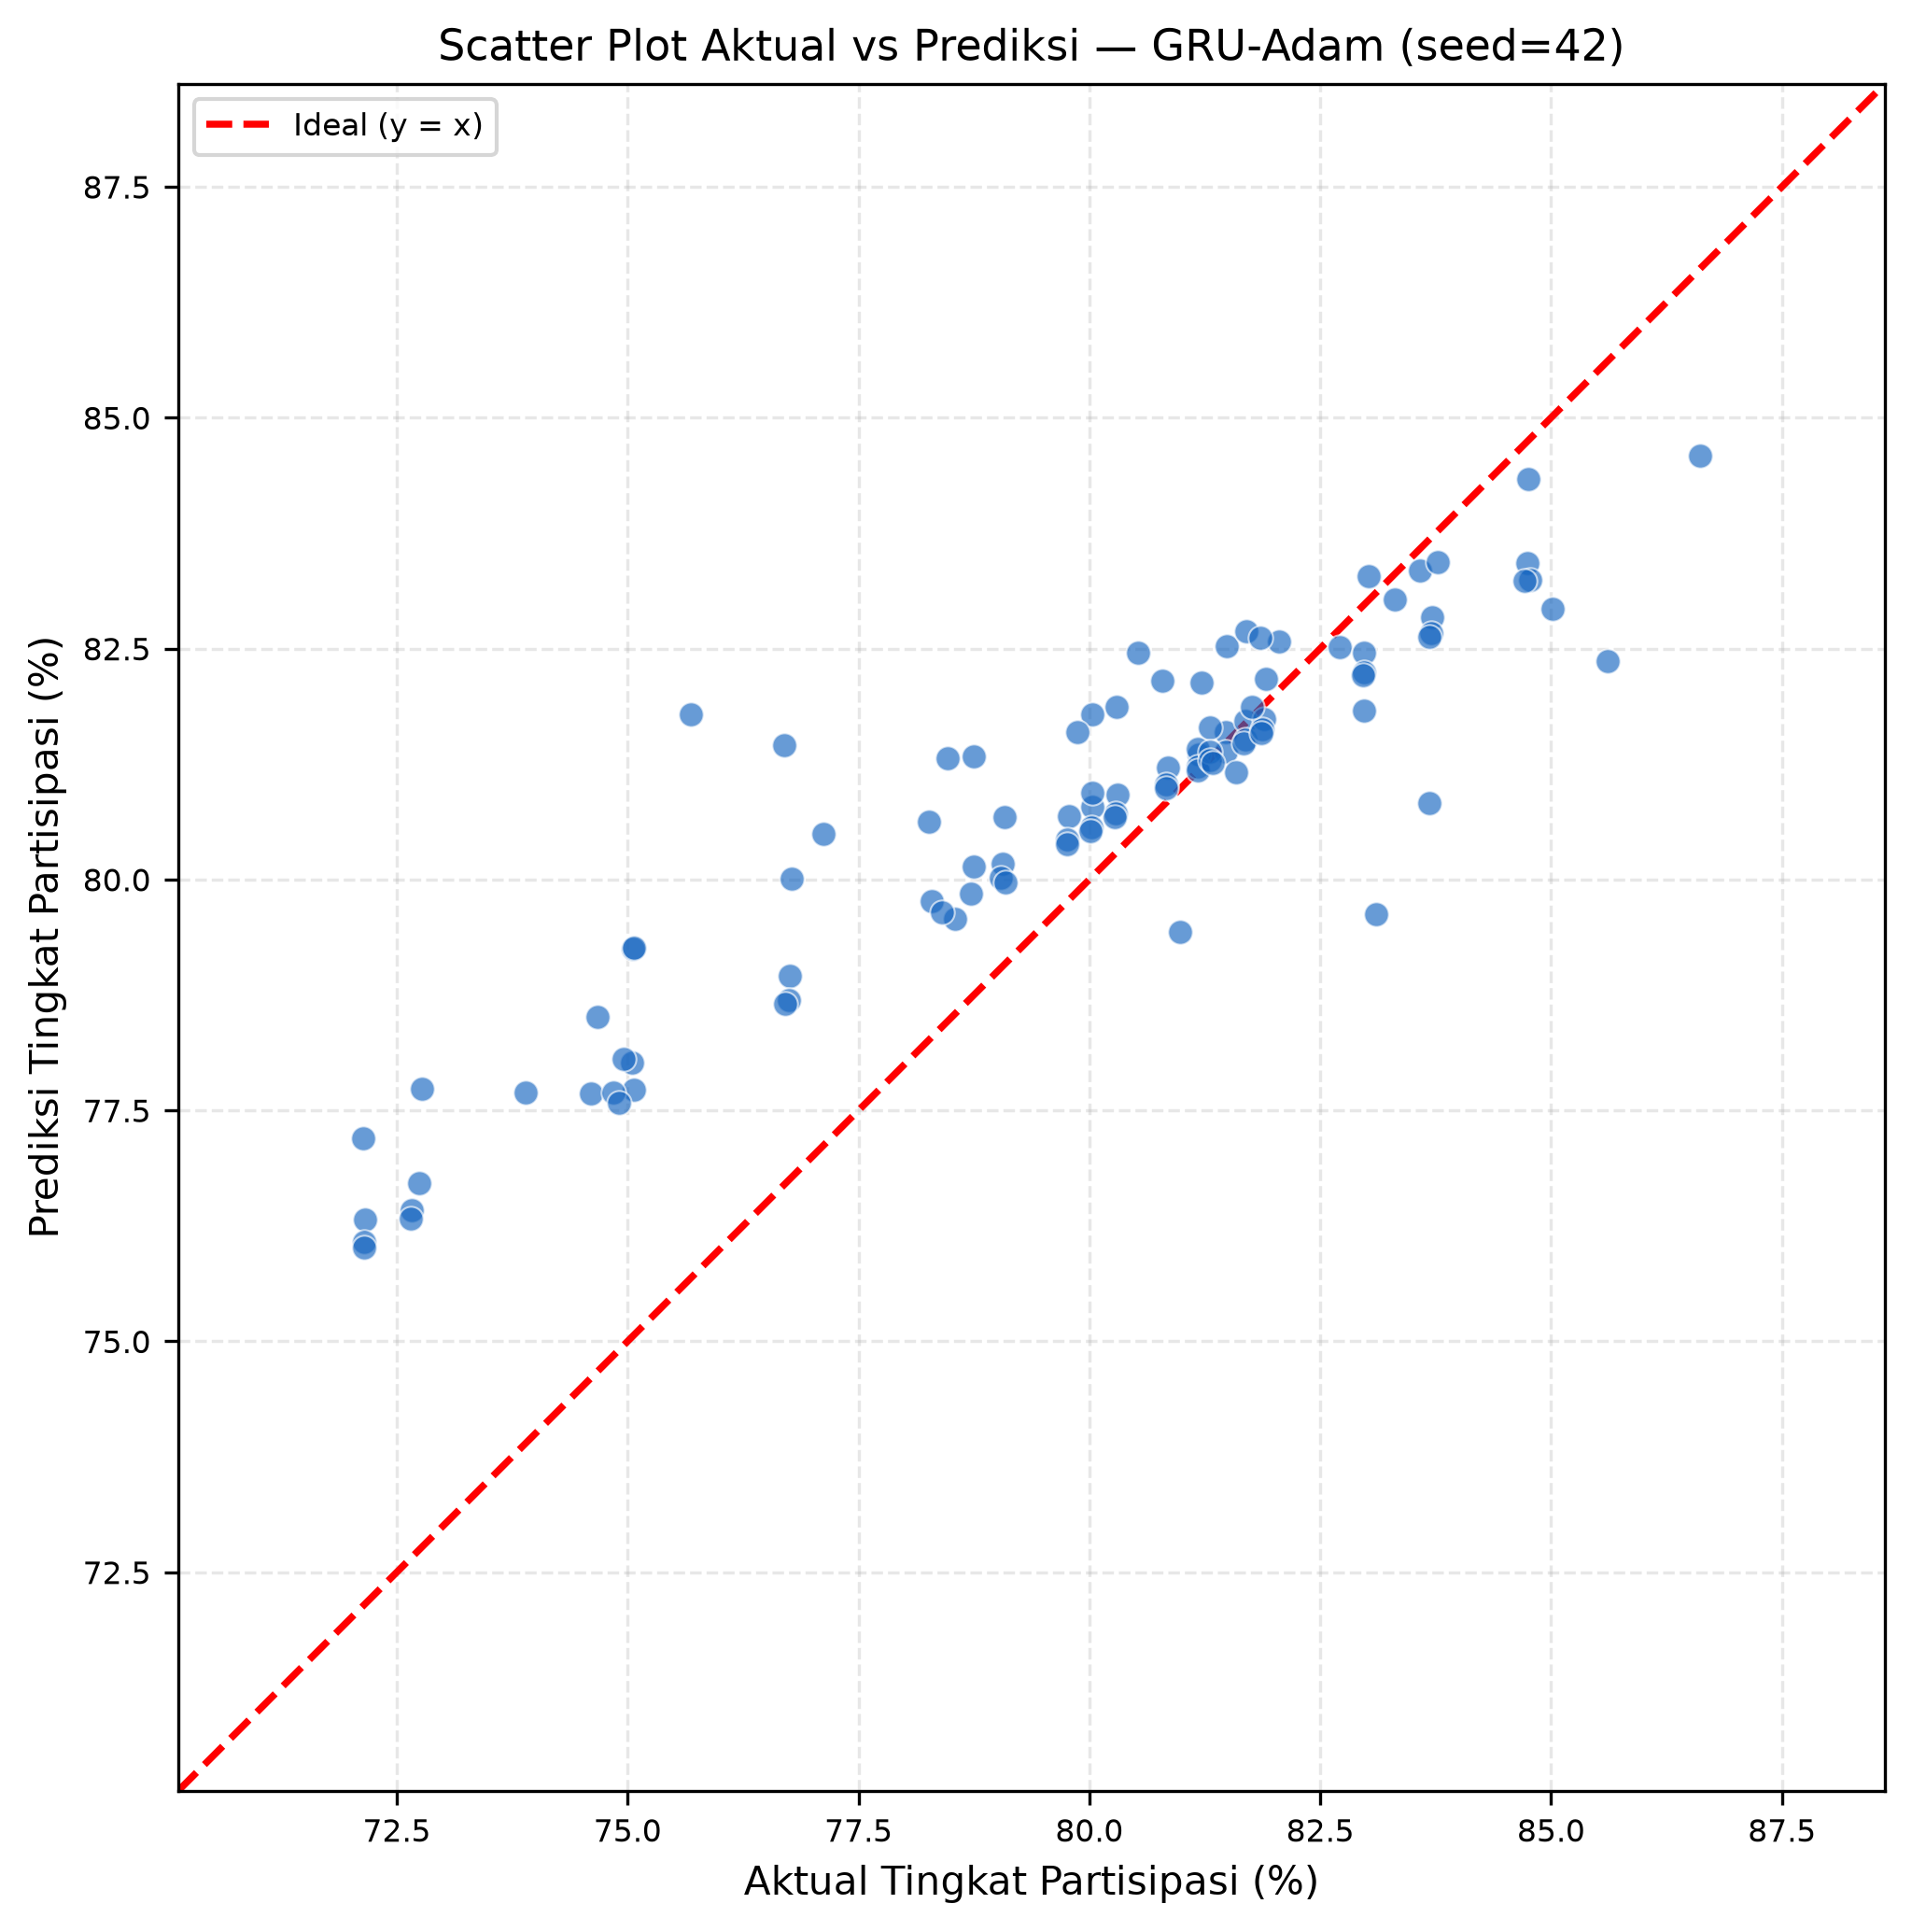 Scatter Plot Aktual vs Prediksi — GRU-Adam (seed=42)
Ideal (y = x)
Prediksi Tingkat Partisipasi (%)
87.5
85.0
82.5
80.0
77.5
75.0
72.5
72.5 75.0 77.5 80.0 82.5 85.0 87.5
Aktual Tingkat Partisipasi (%)